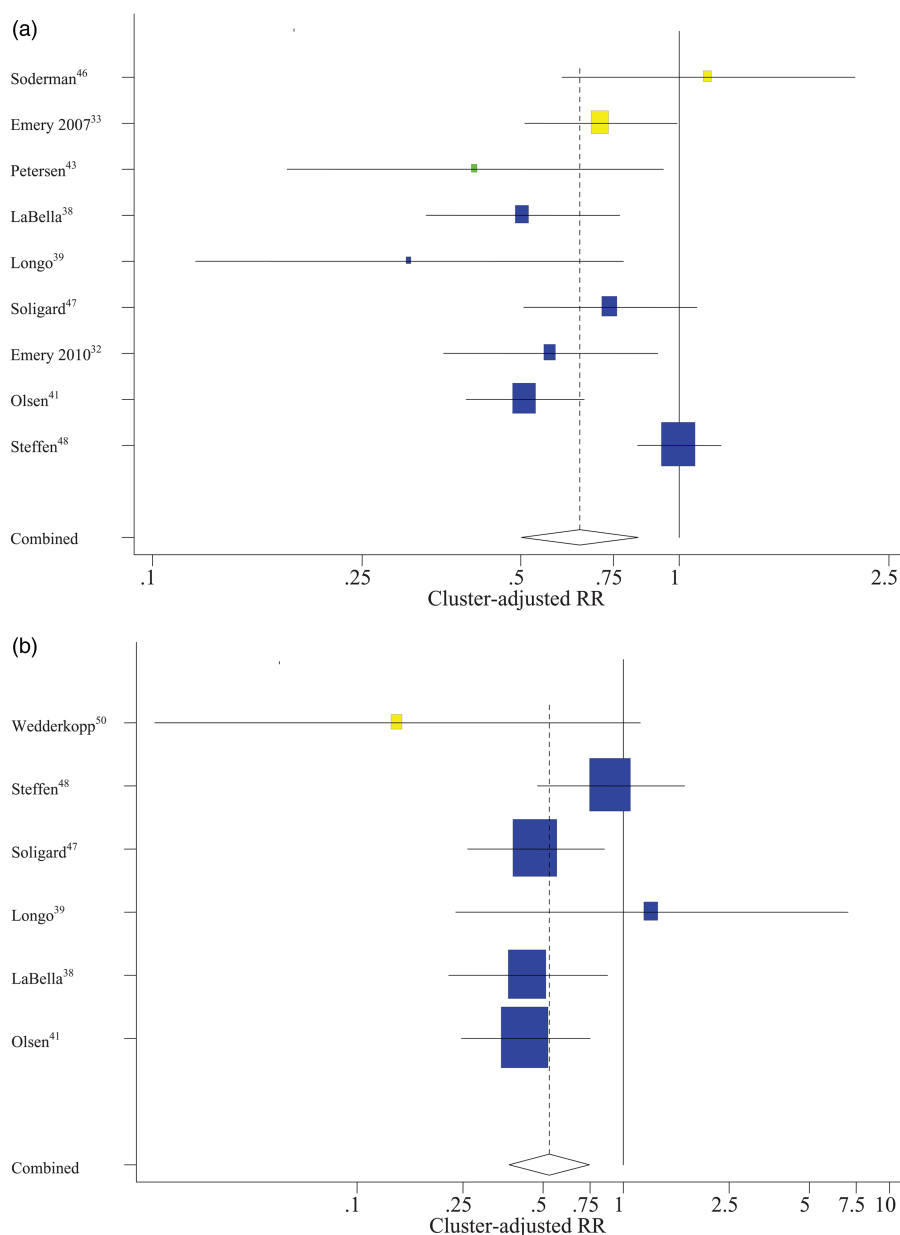 (a)
Soderman46
Emery 200733
Petersen43
LaBella38
Longo39
Soligard47
Emery 201032
Olsen41
Steffen48
Combined
.1 .25 .5 .75 1 2.5
Cluster-adjusted RR
(b)
Wedderkopp50
Steffen48
Soligard47
Longo39
LaBella38
Olsen41
Combined
.1 .25 .5 .75 1 2.5 5 7.5 10
Cluster-adjusted RR